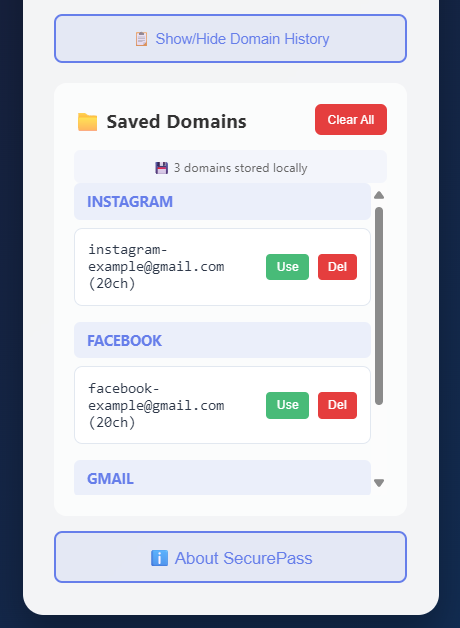 Show/Hide Domain History
Saved Domains
Clear All
3 domains stored locally
INSTAGRAM
instagram-
example@gmail.com
(20ch)
Use
Del
FACEBOOK
facebook-
example@gmail.com
(20ch)
Use
Del
GMAIL
About SecurePass